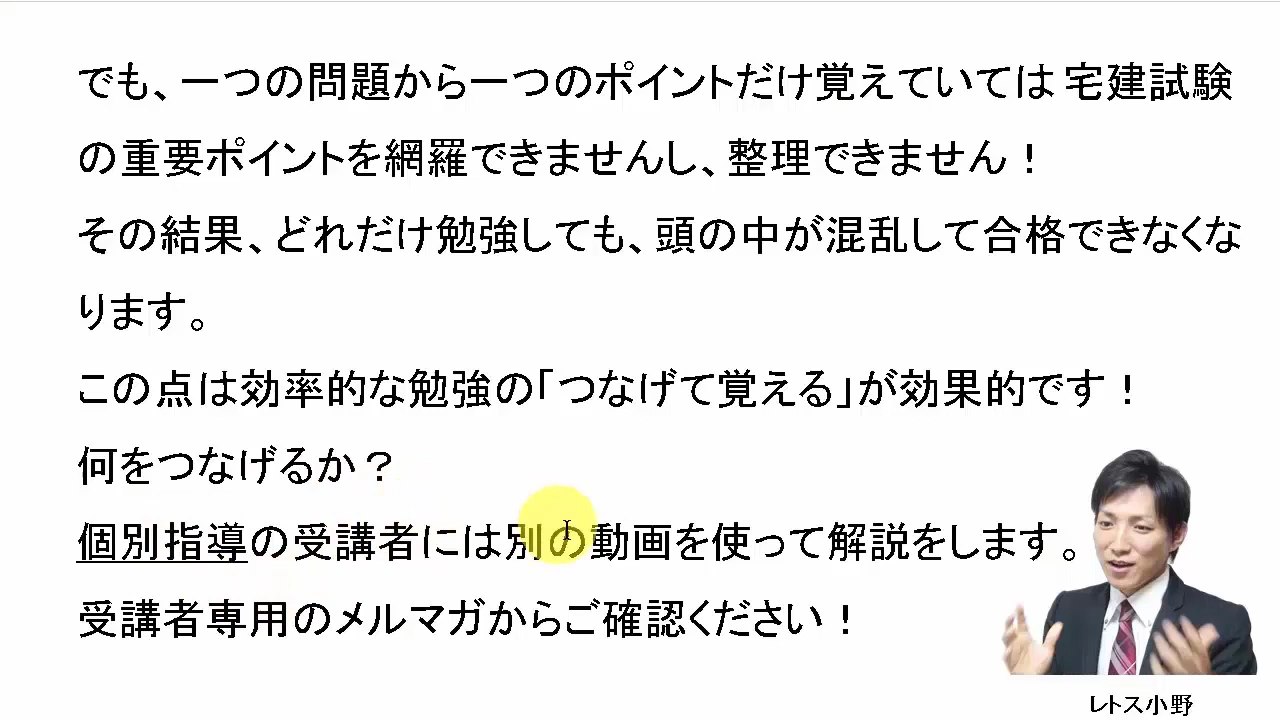 でも、一つの問題から一つのポイントだけ覚えていては宅建試験
の重要ポイントを網羅できませんし、整理できません！
その結果、どれだけ勉強しても、頭の中が混乱して合格できなくな
ります。
この点は効率的な勉強の「つなげて覚える」が効果的です！
何をつなげるか？
個別指導の受講者には別の動画を使って解説をします。
受講者専用のメルマガからご確認ください！
レトス小野